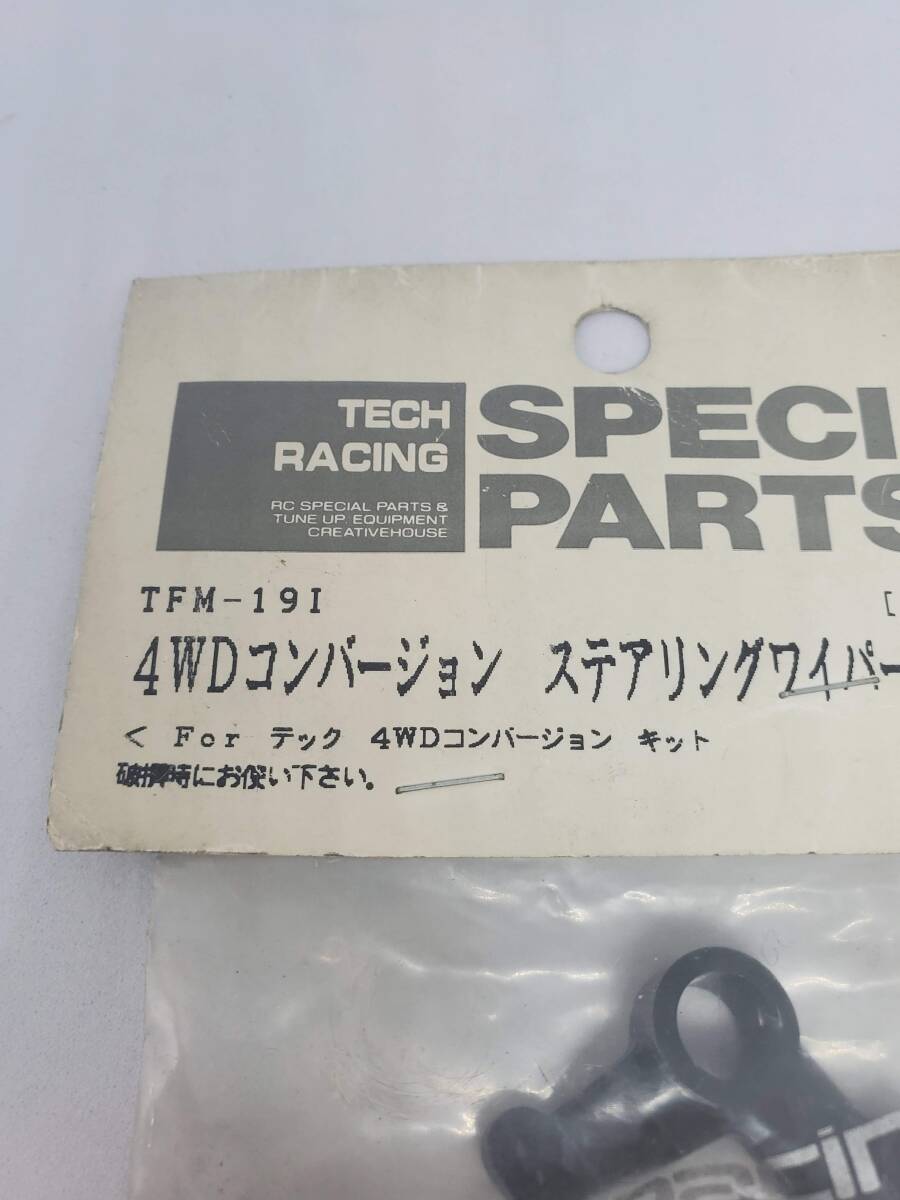 TECH
RACING
RC SPECIAL PARTS &
TUNE UP EQUIPMENT
CREATIVEHOUSE
SPECI
PARTS
TFM-19I
[
4WDコンバージョン ステアリングワイパー
< For テック 4WDコンバージョン キット
破損時にお使い下さい。